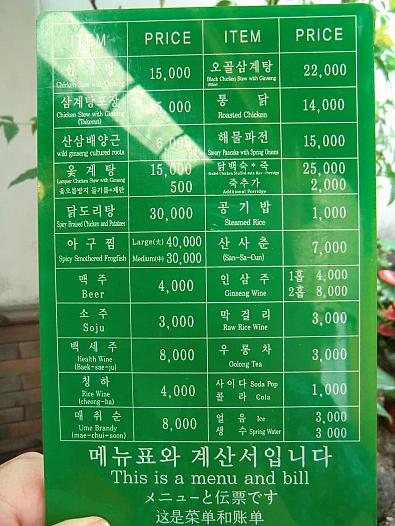 ITEM PRICE ITEM PRICE
삼계탕 15,000 오골삼계탕 22,000
Chicken Stew with Ginseng Black Chicken Stew with Ginseng
삼계탕포장 15,000 통닭 14,000
Chicken Stew with Ginseng Roasted Chicken
(Takeout)
산삼배양근 6,000 해물파전 15,000
wild ginseng cultured roots Savory Pancake with Spring Onions
옻계탕 15,000 닭백숙*죽 25,000
Lacquer Chicken Stew with Ginseng
500 죽추가 2,000
Additional Porridge
닭도리탕 30,000 공기밥 1,000
Spicy Braised Chicken and Potatoes Steamed Rice
아구찜 Large(大) 40,000 산사춘 7,000
Spicy Smothered Frogfish Medium(中) 30,000 (San-Sa-Cun)
맥주 4,000 인삼주 1홉 4,000
Beer Ginseng Wine 2홉 8,000
소주 3,000 막걸리 3,000
Soju Raw Rice Wine
백세주 8,000 우롱차 3,000
Health Wine Oolong Tea
(Baek-sae-ju)
청하 4,000 사이다 Soda Pop 1,000
Rice Wine 콜라 Cola
(cheong-ha)
매취순 8,000 얼음 Ice 3,000
Ume Brandy 생수 Spring Water 3 000
(mae-chui-soon)
메뉴표와 계산서입니다
This is a menu and bill
メニューと伝票です
这是菜单和账单